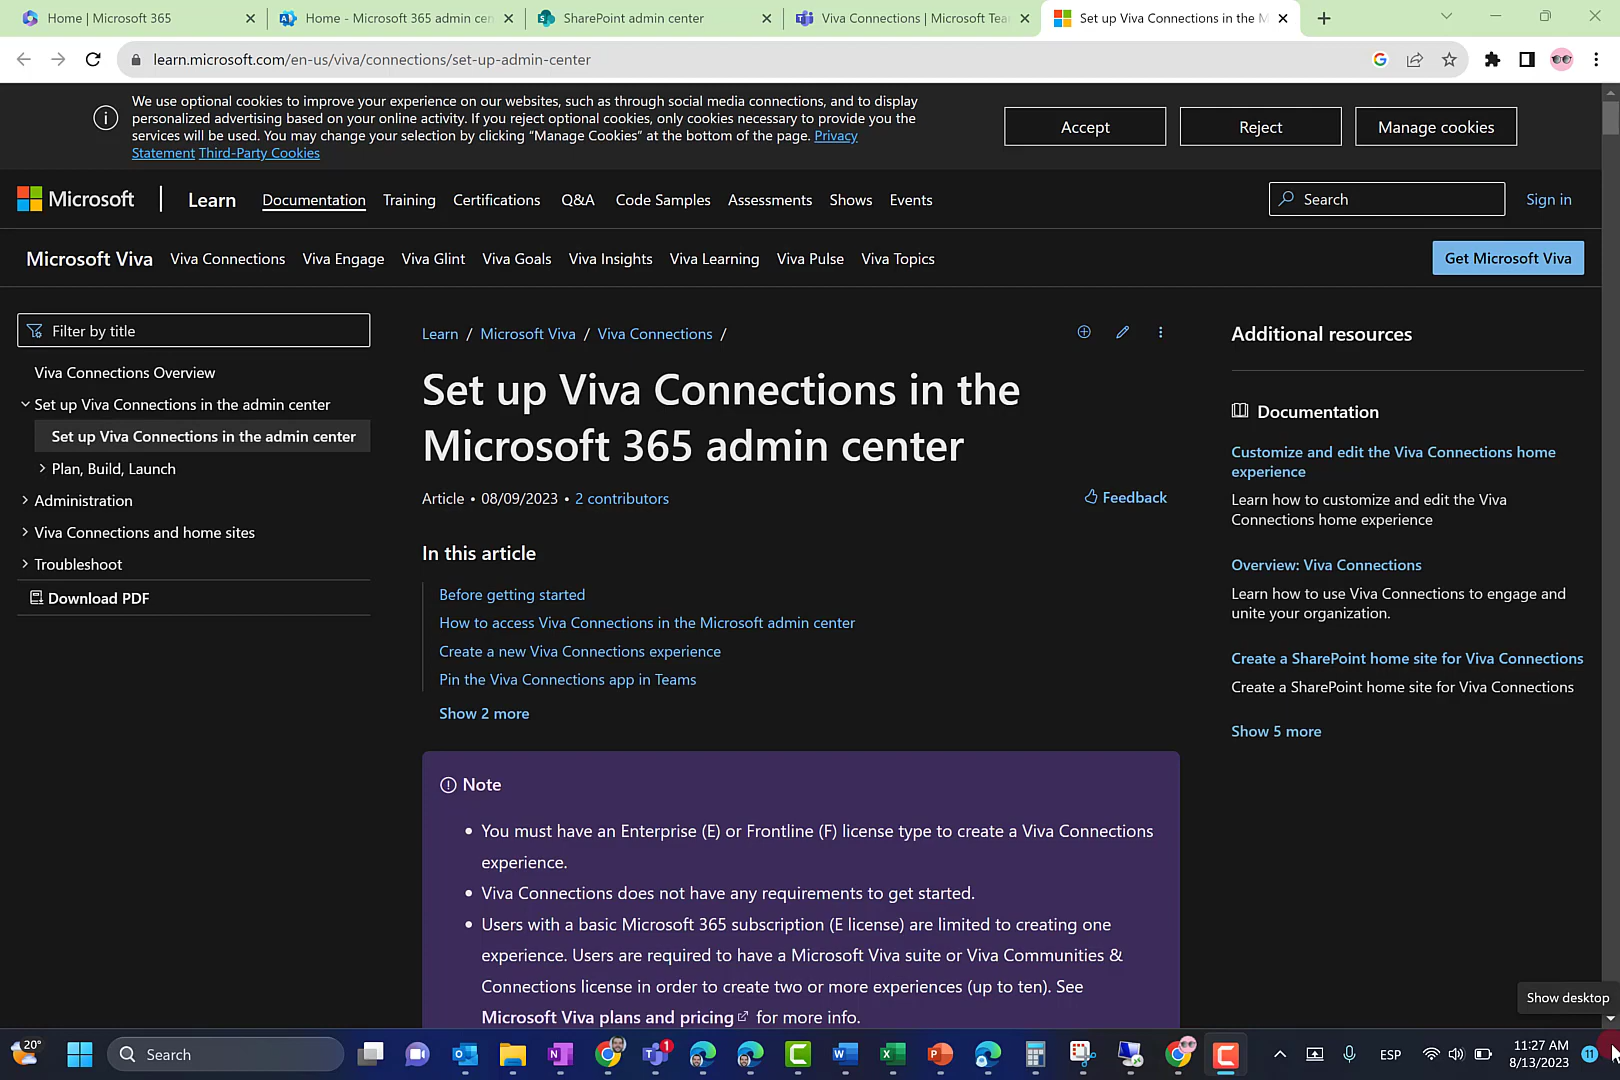 Home | Microsoft 365
Home - Microsoft 365 admin cen
SharePoint admin center
Viva Connections | Microsoft Tea
Set up Viva Connections in the M
learn.microsoft.com/en-us/viva/connections/set-up-admin-center
We use optional cookies to improve your experience on our websites, such as through social media connections, and to display
personalized advertising based on your online activity. If you reject optional cookies, only cookies necessary to provide you the
services will be used. You may change your selection by clicking "Manage Cookies" at the bottom of the page. Privacy
Statement Third-Party Cookies
Accept
Reject
Manage cookies
Microsoft
Learn
Documentation
Training
Certifications
Q&A
Code Samples
Assessments
Shows
Events
Search
Sign in
Microsoft Viva
Viva Connections
Viva Engage
Viva Glint
Viva Goals
Viva Insights
Viva Learning
Viva Pulse
Viva Topics
Get Microsoft Viva
Filter by title
Viva Connections Overview
Set up Viva Connections in the admin center
Set up Viva Connections in the admin center
Plan, Build, Launch
Administration
Viva Connections and home sites
Troubleshoot
Download PDF
Learn / Microsoft Viva / Viva Connections /
Set up Viva Connections in the
Microsoft 365 admin center
Article • 08/09/2023 • 2 contributors
Feedback
In this article
Before getting started
How to access Viva Connections in the Microsoft admin center
Create a new Viva Connections experience
Pin the Viva Connections app in Teams
Show 2 more
Note
• You must have an Enterprise (E) or Frontline (F) license type to create a Viva Connections
experience.
• Viva Connections does not have any requirements to get started.
• Users with a basic Microsoft 365 subscription (E license) are limited to creating one
experience. Users are required to have a Microsoft Viva suite or Viva Communities &
Connections license in order to create two or more experiences (up to ten). See
Microsoft Viva plans and pricing for more info.
Additional resources
Documentation
Customize and edit the Viva Connections home
experience
Learn how to customize and edit the Viva
Connections home experience
Overview: Viva Connections
Learn how to use Viva Connections to engage and
unite your organization.
Create a SharePoint home site for Viva Connections
Create a SharePoint home site for Viva Connections
Show 5 more
Show desktop
20°
Search
1
ESP
11:27 AM
8/13/2023
11